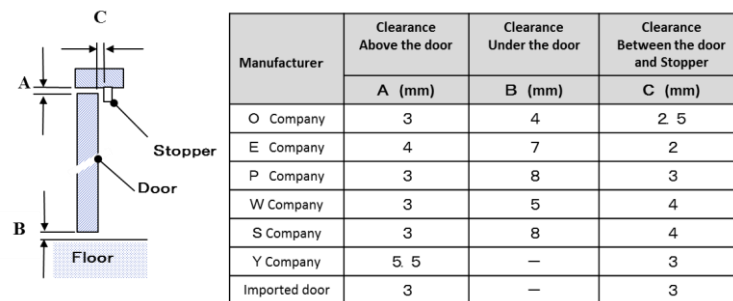 C
A
Stopper
Door
B
Floor
Manufacturer
Clearance
Above the door
Clearance
Under the door
Clearance
Between the door
and Stopper
A (mm)
B (mm)
C (mm)
O Company 3 4 2. 5
E Company 4 7 2
P Company 3 8 3
W Company 3 5 4
S Company 3 8 4
Y Company 5. 5 — 3
Imported door 3 — 3